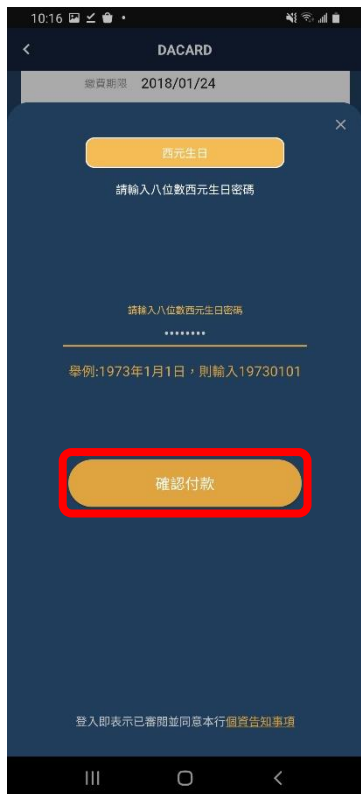 10:16
DACARD
繳費期限 2018/01/24
西元生日
請輸入八位數西元生日密碼
請輸入八位數西元生日密碼
••••••••
舉例:1973年1月1日,則輸入19730101
確認付款
登入即表示已審閱並同意本行個資告知事項